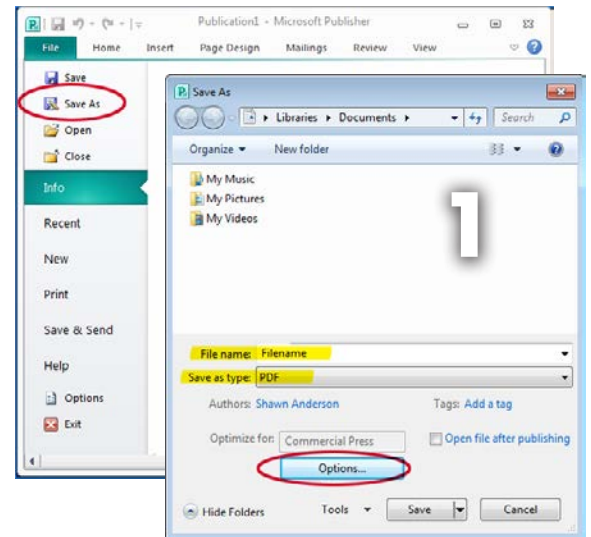 Publication1 - Microsoft Publisher
File Home Insert Page Design Mailings Review View
Save
Save As
Open
Close
Info
Recent
New
Print
Save & Send
Help
Options
Exit
Save As
Libraries Documents Search
Organize New folder
My Music
My Pictures
My Videos
1
File name: Filename
Save as type: PDF
Authors: Shawn Anderson Tags: Add a tag
Optimize for: Commercial Press Open file after publishing
Options...
Hide Folders Tools Save Cancel